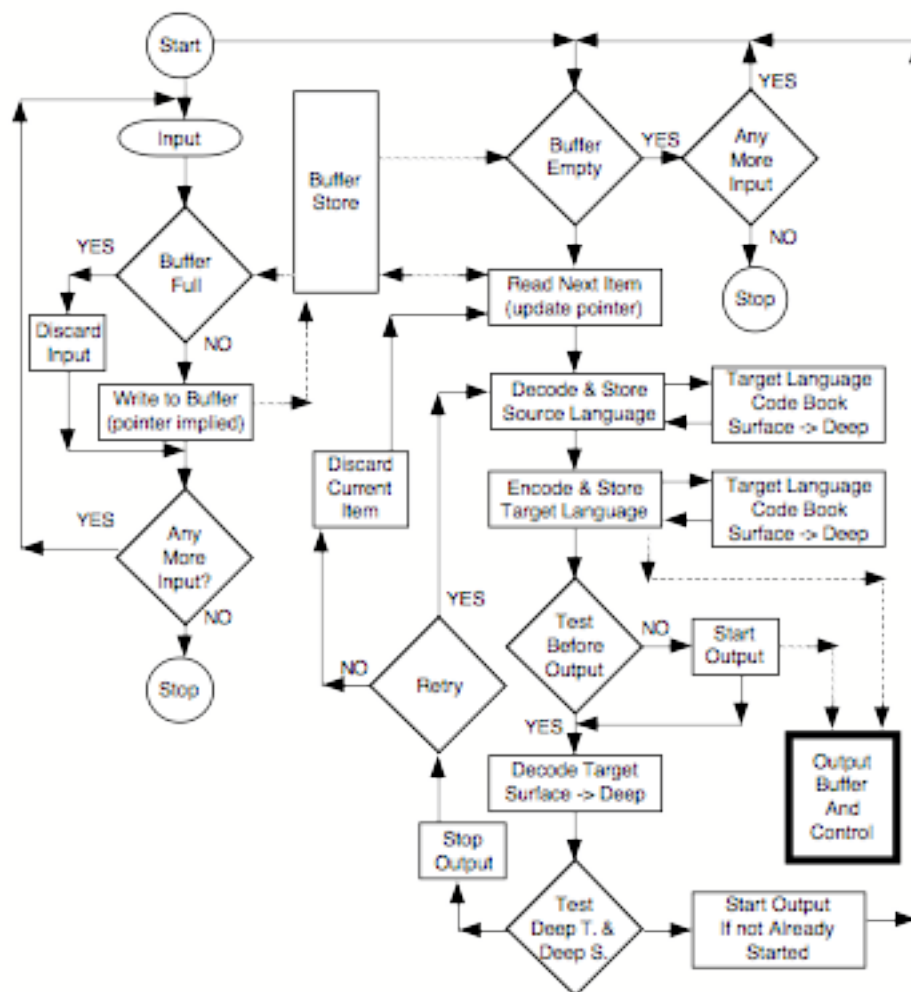 Start
Input
Buffer
Full
YES
Discard
Input
NO
Write to Buffer
(pointer implied)
Any
More
Input?
YES
NO
Stop
Buffer
Store
Buffer
Empty
YES
Any
More
Input
YES
NO
Stop
Read Next Item
(update pointer)
Decode & Store
Source Language
Target Language
Code Book
Surface -> Deep
Encode & Store
Target Language
Target Language
Code Book
Surface -> Deep
Discard
Current
Item
YES
NO
Retry
Test
Before
Output
NO
Start
Output
YES
Decode Target
Surface -> Deep
Output
Buffer
And
Control
Stop
Output
Test
Deep T. &
Deep S.
Start Output
If not Already
Started